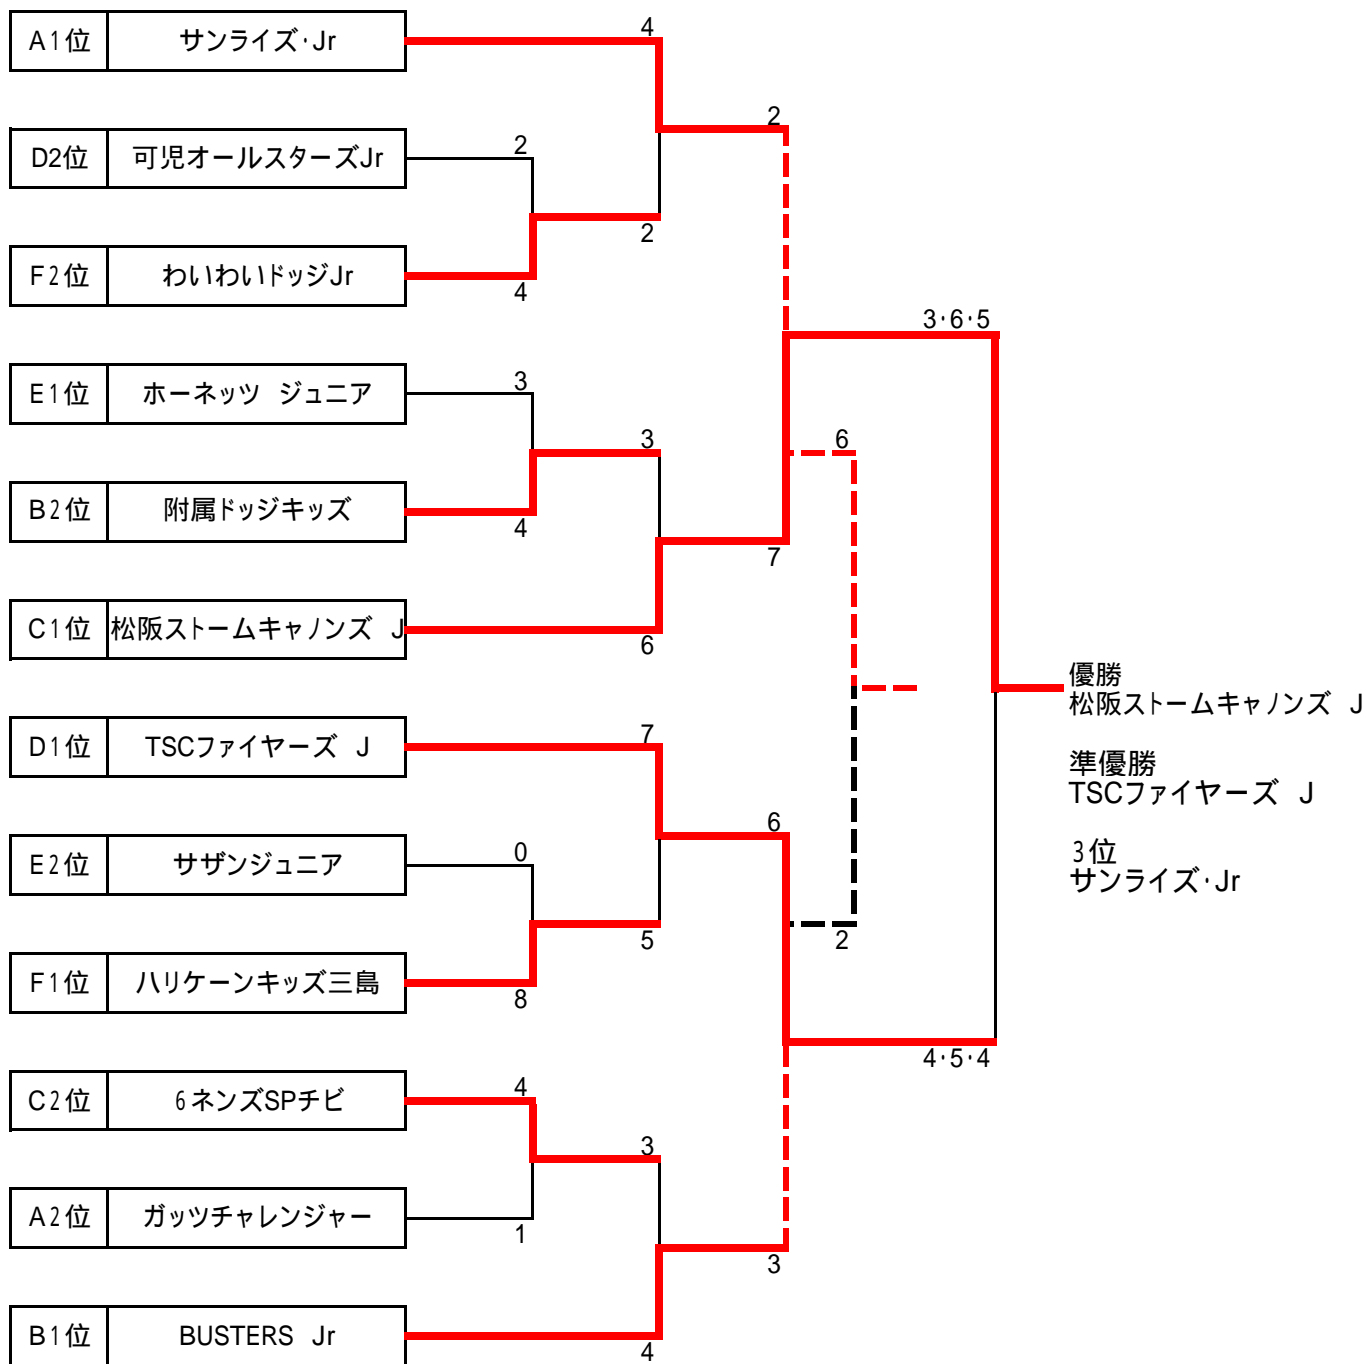 A1位 サンライズ・Jr
4
2
D2位 可児オールスターズJr
2
2
F2位 わいわいドッジJr
4
3・6・5
E1位 ホーネッツ ジュニア
3
3
6
B2位 附属ドッジキッズ
4
7
C1位 松阪ストームキャノンズ J
6
優勝
松阪ストームキャノンズ J
D1位 TSCファイヤーズ J
7
準優勝
TSCファイヤーズ J
6
E2位 サザンジュニア
0
3位
サンライズ・Jr
5
2
F1位 ハリケーンキッズ三島
8
4・5・4
C2位 6ネンズSPチビ
4
3
A2位 ガッツチャレンジャー
1
3
B1位 BUSTERS Jr
4